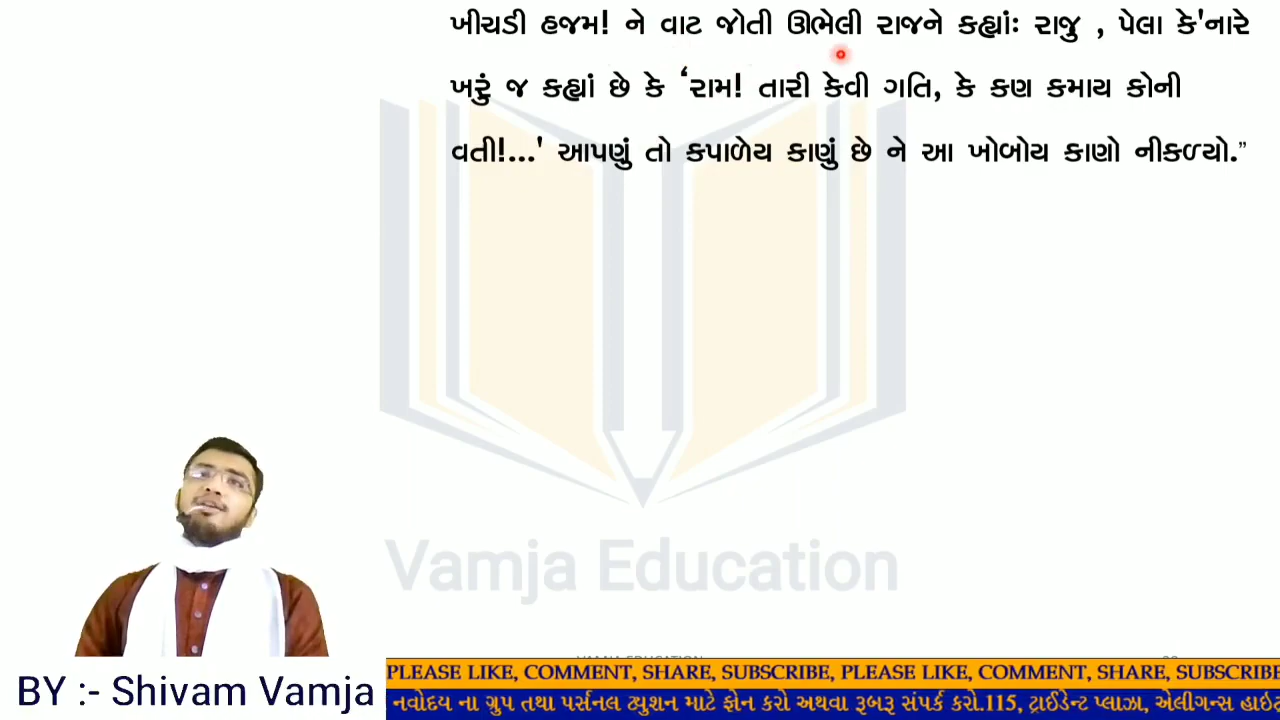 ખીચડી હજમ! ને વાટ જોતી ઊભેલી રાજને કહ્યાંઃ રાજુ , પેલા કે'નારે
ખરું જ કહ્યાં છે કે ‘રામ! તારી કેવી ગતિ, કે કણ કમાય કોની
વતી!...' આપણું તો કપાળેય કાણું છે ને આ ખોબોય કાણો નીકળ્યો.”
Vamja Education
BY :- Shivam Vamja
PLEASE LIKE, COMMENT, SHARE, SUBSCRIBE, PLEASE LIKE, COMMENT, SHARE, SUBSCRIBE
નવોદય ના ગ્રુપ તથા પર્સનલ ટ્યુશન માટે ફોન કરો અથવા રૂબરૂ સંપર્ક કરો.115, ટ્રાઈડેન્ટ પ્લાઝા, એલીગન્સ